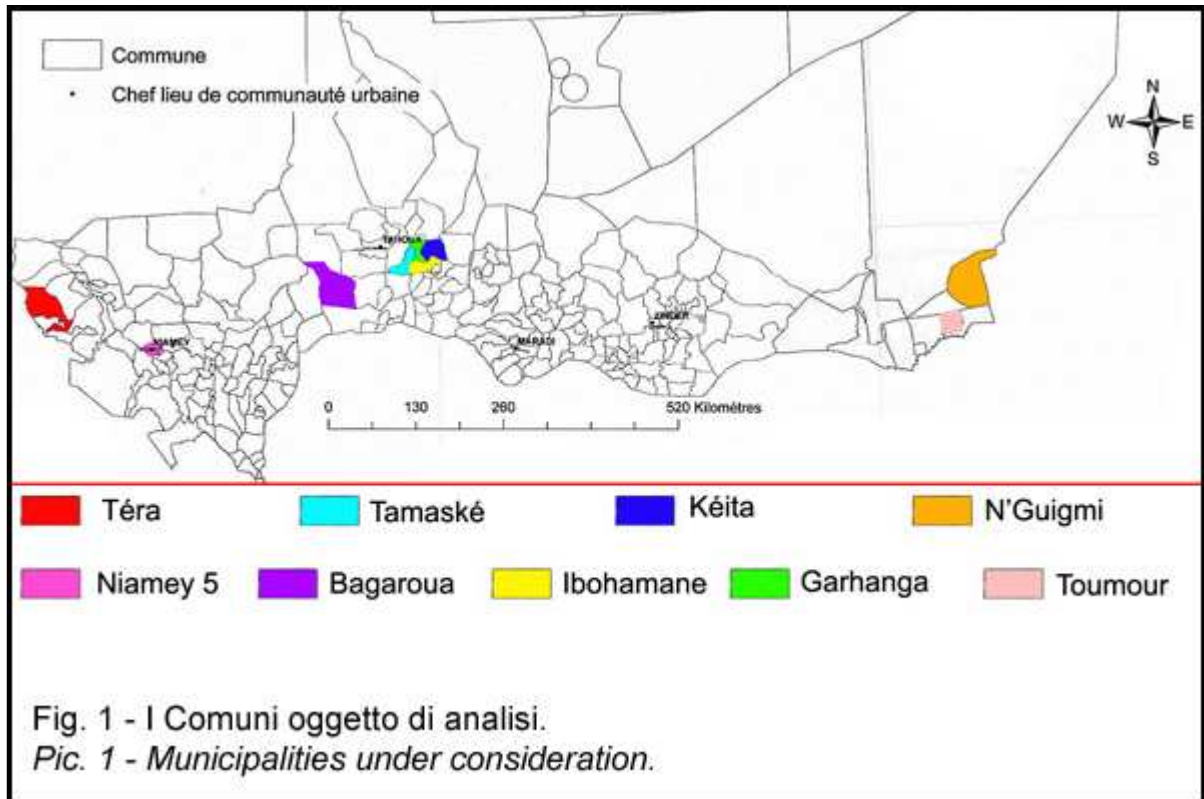 Commune
Chef lieu de communauté urbaine
N
W E
S
TAHOUA
NIAMEY
MARADI
ZINDER
0 130 260 520 Kilomètres
Téra Tamaské Kéita N'Guigmi
Niamey 5 Bagaroua Ibohamane Garhanga Toumour
Fig. 1 - I Comuni oggetto di analisi.
Pic. 1 - Municipalities under consideration.